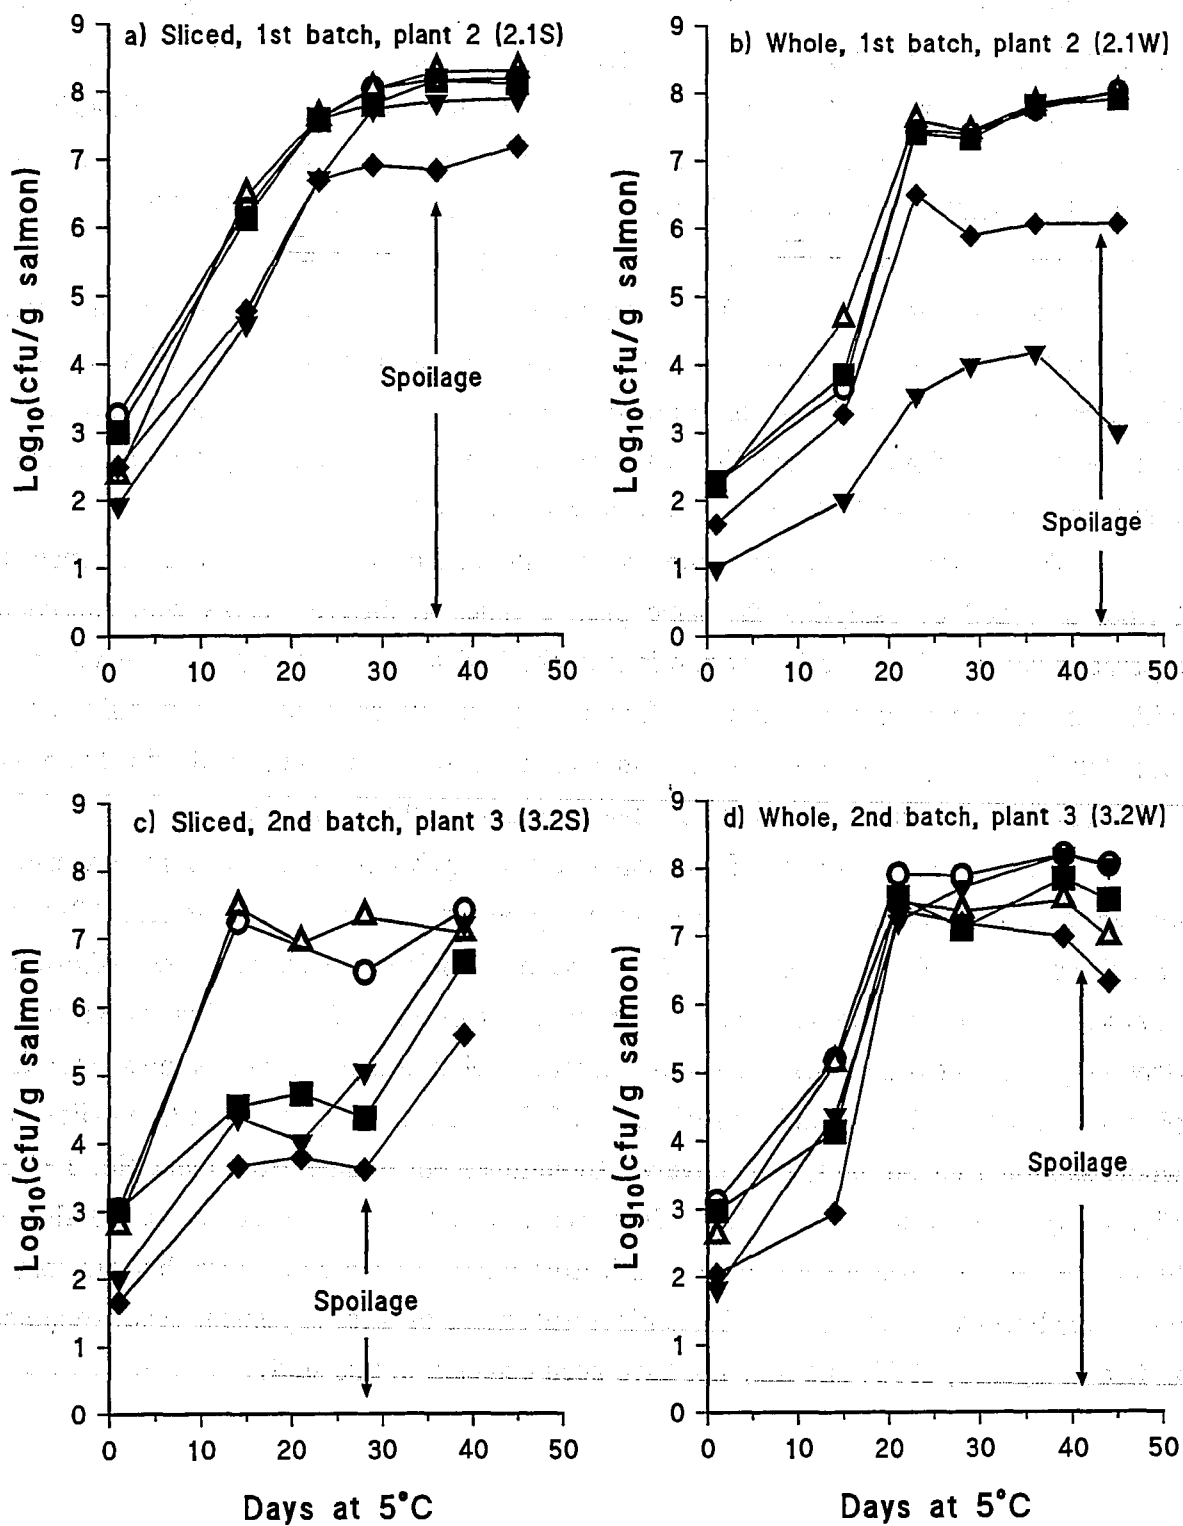 a) Sliced, 1st batch, plant 2 (2.1S)
9
8
7
6
5
4
3
2
1
0
Log10(cfu/g salmon)
Spoilage
0 10 20 30 40 50
b) Whole, 1st batch, plant 2 (2.1W)
9
8
7
6
5
4
3
2
1
0
Log10(cfu/g salmon)
Spoilage
0 10 20 30 40 50
c) Sliced, 2nd batch, plant 3 (3.2S)
9
8
7
6
5
4
3
2
1
0
Log10(cfu/g salmon)
Spoilage
0 10 20 30 40 50
Days at 5°C
d) Whole, 2nd batch, plant 3 (3.2W)
9
8
7
6
5
4
3
2
1
0
Log10(cfu/g salmon)
Spoilage
0 10 20 30 40 50
Days at 5°C